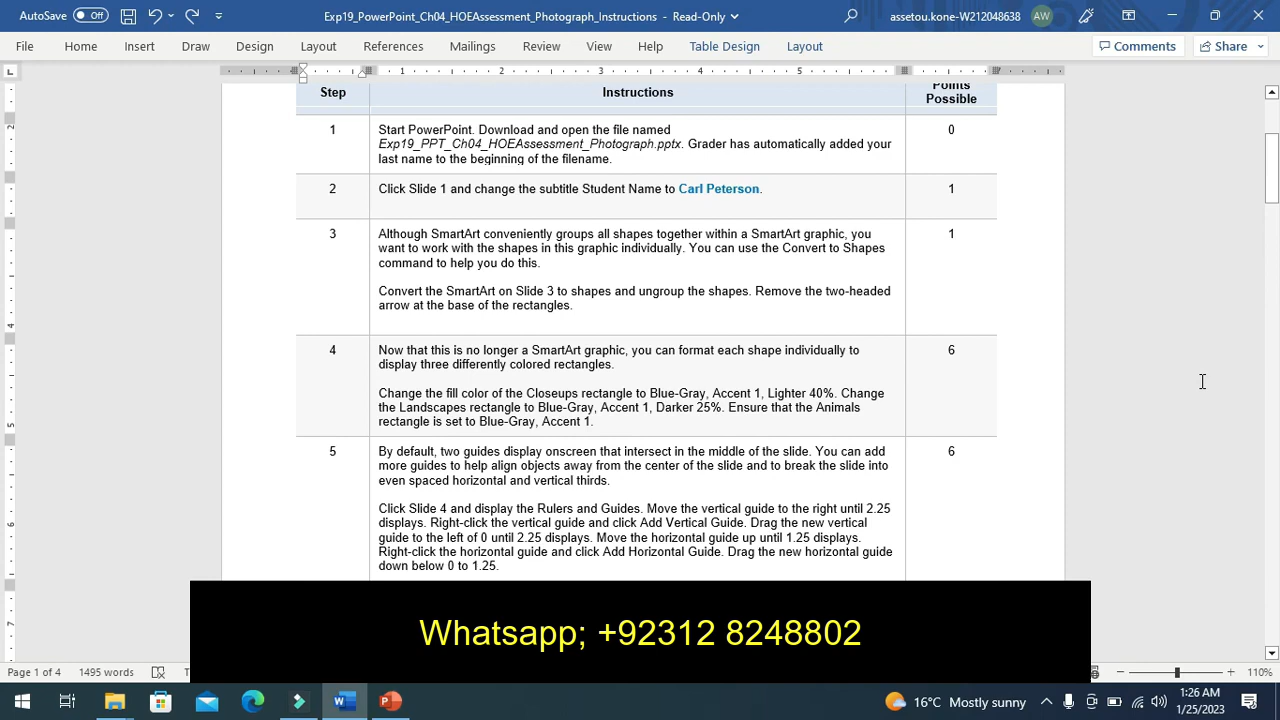 AutoSave Off Exp19_PowerPoint_Ch04_HOEAssessment_Photograph_Instructions - Read-Only assetou.kone-W212048638 AW
File Home Insert Draw Design Layout References Mailings Review View Help Table Design Layout Comments Share
1 2 3 4 5
Step Instructions Points Possible
1 Start PowerPoint. Download and open the file named 0
Exp19_PPT_Ch04_HOEAssessment_Photograph.pptx. Grader has automatically added your
last name to the beginning of the filename.
2 Click Slide 1 and change the subtitle Student Name to Carl Peterson. 1
3 Although SmartArt conveniently groups all shapes together within a SmartArt graphic, you 1
want to work with the shapes in this graphic individually. You can use the Convert to Shapes
command to help you do this.
Convert the SmartArt on Slide 3 to shapes and ungroup the shapes. Remove the two-headed
arrow at the base of the rectangles.
4 Now that this is no longer a SmartArt graphic, you can format each shape individually to 6
display three differently colored rectangles.
Change the fill color of the Closeups rectangle to Blue-Gray, Accent 1, Lighter 40%. Change
the Landscapes rectangle to Blue-Gray, Accent 1, Darker 25%. Ensure that the Animals
rectangle is set to Blue-Gray, Accent 1.
5 By default, two guides display onscreen that intersect in the middle of the slide. You can add 6
more guides to help align objects away from the center of the slide and to break the slide into
even spaced horizontal and vertical thirds.
Click Slide 4 and display the Rulers and Guides. Move the vertical guide to the right until 2.25
displays. Right-click the vertical guide and click Add Vertical Guide. Drag the new vertical
guide to the left of 0 until 2.25 displays. Move the horizontal guide up until 1.25 displays.
Right-click the horizontal guide and click Add Horizontal Guide. Drag the new horizontal guide
down below 0 to 1.25.
Whatsapp; +92312 8248802
Page 1 of 4 1495 words 110%
16°C Mostly sunny 1:26 AM
1/25/2023